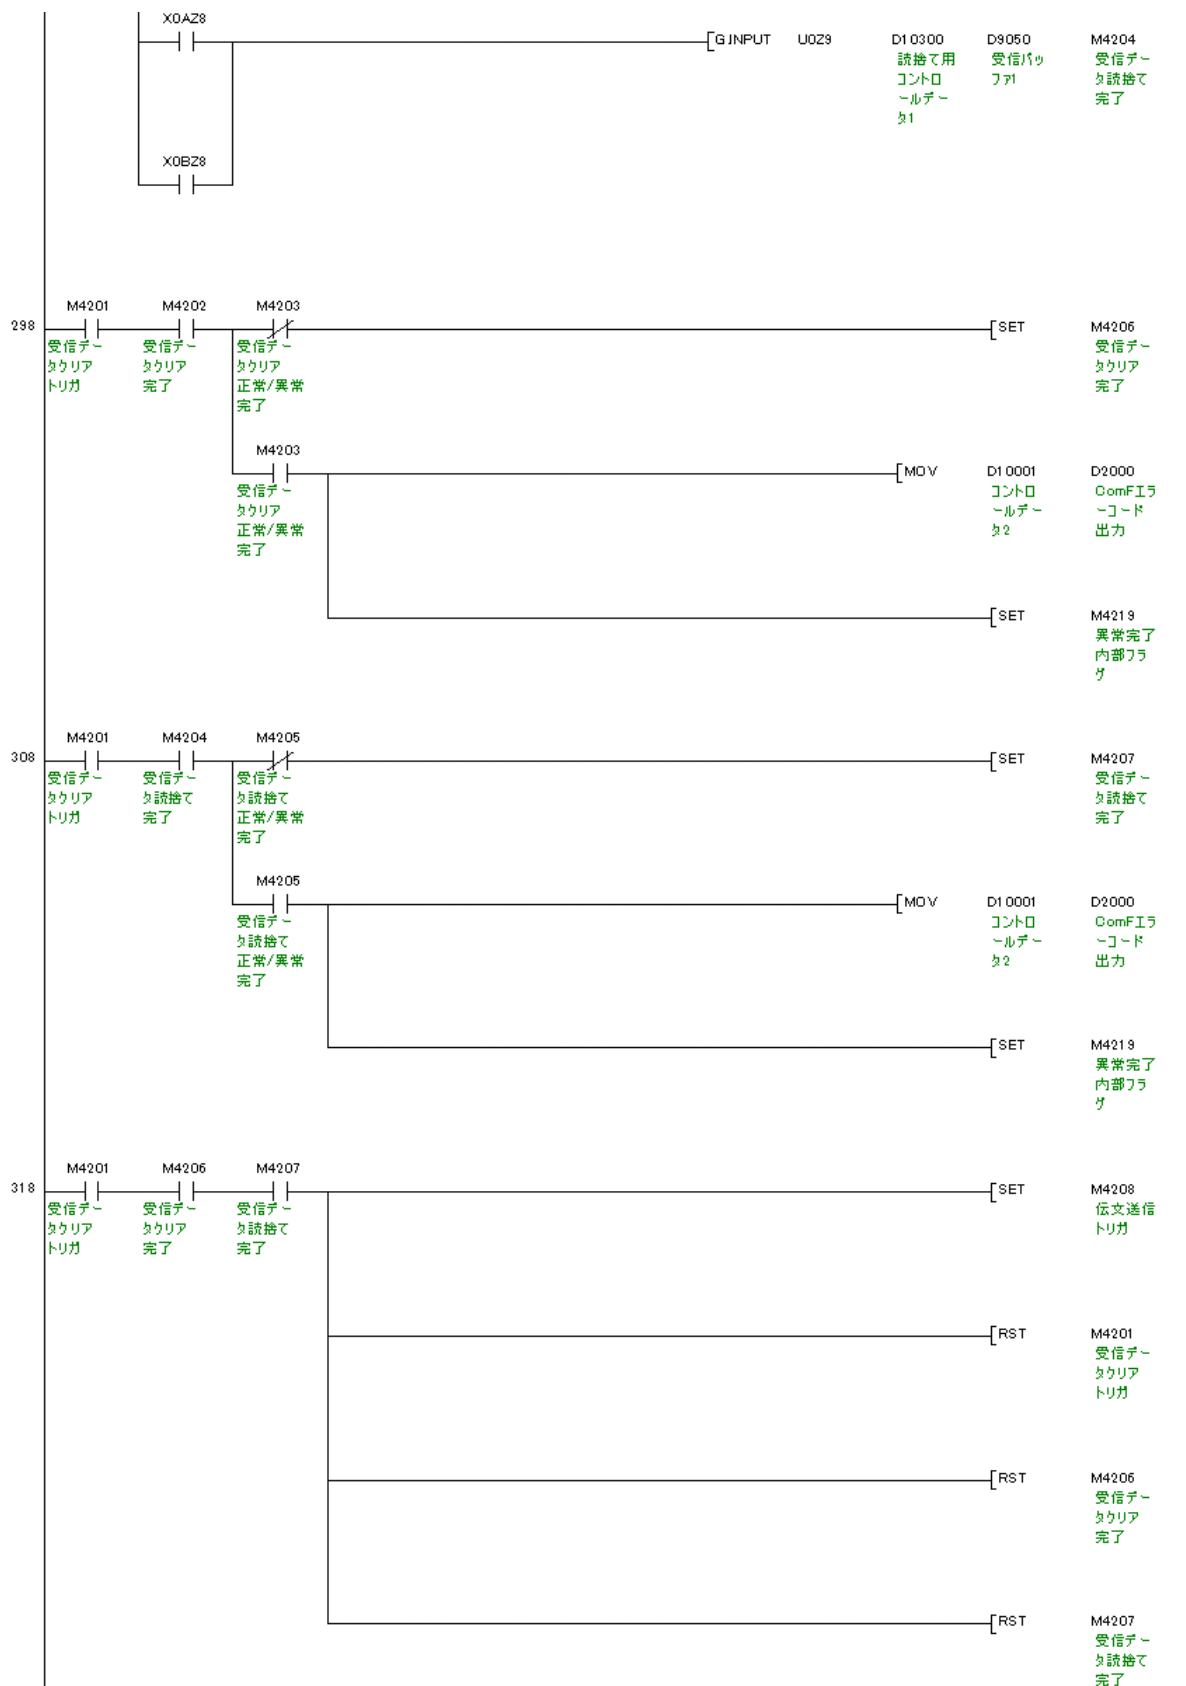 X0AZ8
G.INPUT U0Z9 D10300 D9050 M4204
読捨て用 受信バッ 受信デー
コントロ ファ1 タ読捨て
ールデー 完了
タ1
X0BZ8
M4201 M4202 M4203
298 SET M4206
受信デー 受信デー 受信デー 受信デー
タクリア タクリア タクリア タクリア
トリガ 完了 正常/異常 完了
完了
M4203
MOV D10001 D2000
受信デー コントロ ComFエラ
タクリア ールデー ーコード
正常/異常 タ2 出力
完了
SET M4219
異常完了
内部フラ
グ
M4201 M4204 M4205
308 SET M4207
受信デー 受信デー 受信デー 受信デー
タクリア タ読捨て タ読捨て タ読捨て
トリガ 完了 正常/異常 完了
完了
M4205
MOV D10001 D2000
受信デー コントロ ComFエラ
タ読捨て ールデー ーコード
正常/異常 タ2 出力
完了
SET M4219
異常完了
内部フラ
グ
M4201 M4206 M4207
318 SET M4208
受信デー 受信デー 受信デー 伝文送信
タクリア タクリア タ読捨て トリガ
トリガ 完了 完了
RST M4201
受信デー
タクリア
トリガ
RST M4206
受信デー
タクリア
完了
RST M4207
受信デー
タ読捨て
完了